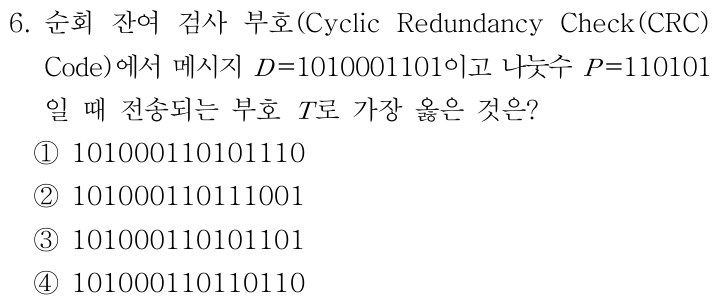 6. 순회 잔여 검사 부호(Cyclic Redundancy Check(CRC)
Code)에서 메시지 D=1010001101이고 나눗수 P=110101
일 때 전송되는 부호 T로 가장 옳은 것은?
① 101000110101110
② 101000110111001
③ 101000110101101
④ 101000110110110